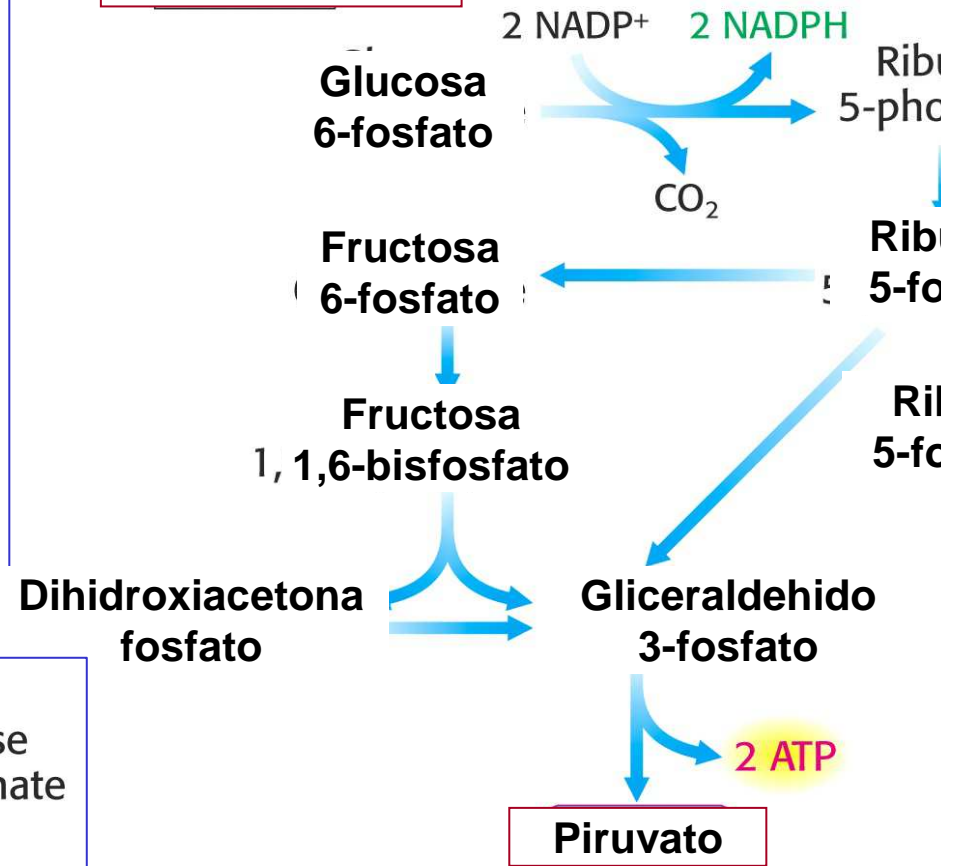 2 NADP⁺ 2 NADPH
Glucosa
6-fosfato
CO₂
Fructosa
6-fosfato
Fructosa
1, 1,6-bisfosfato
Dihidroxiacetona
fosfato
Gliceraldehido
3-fosfato
2 ATP
Piruvato